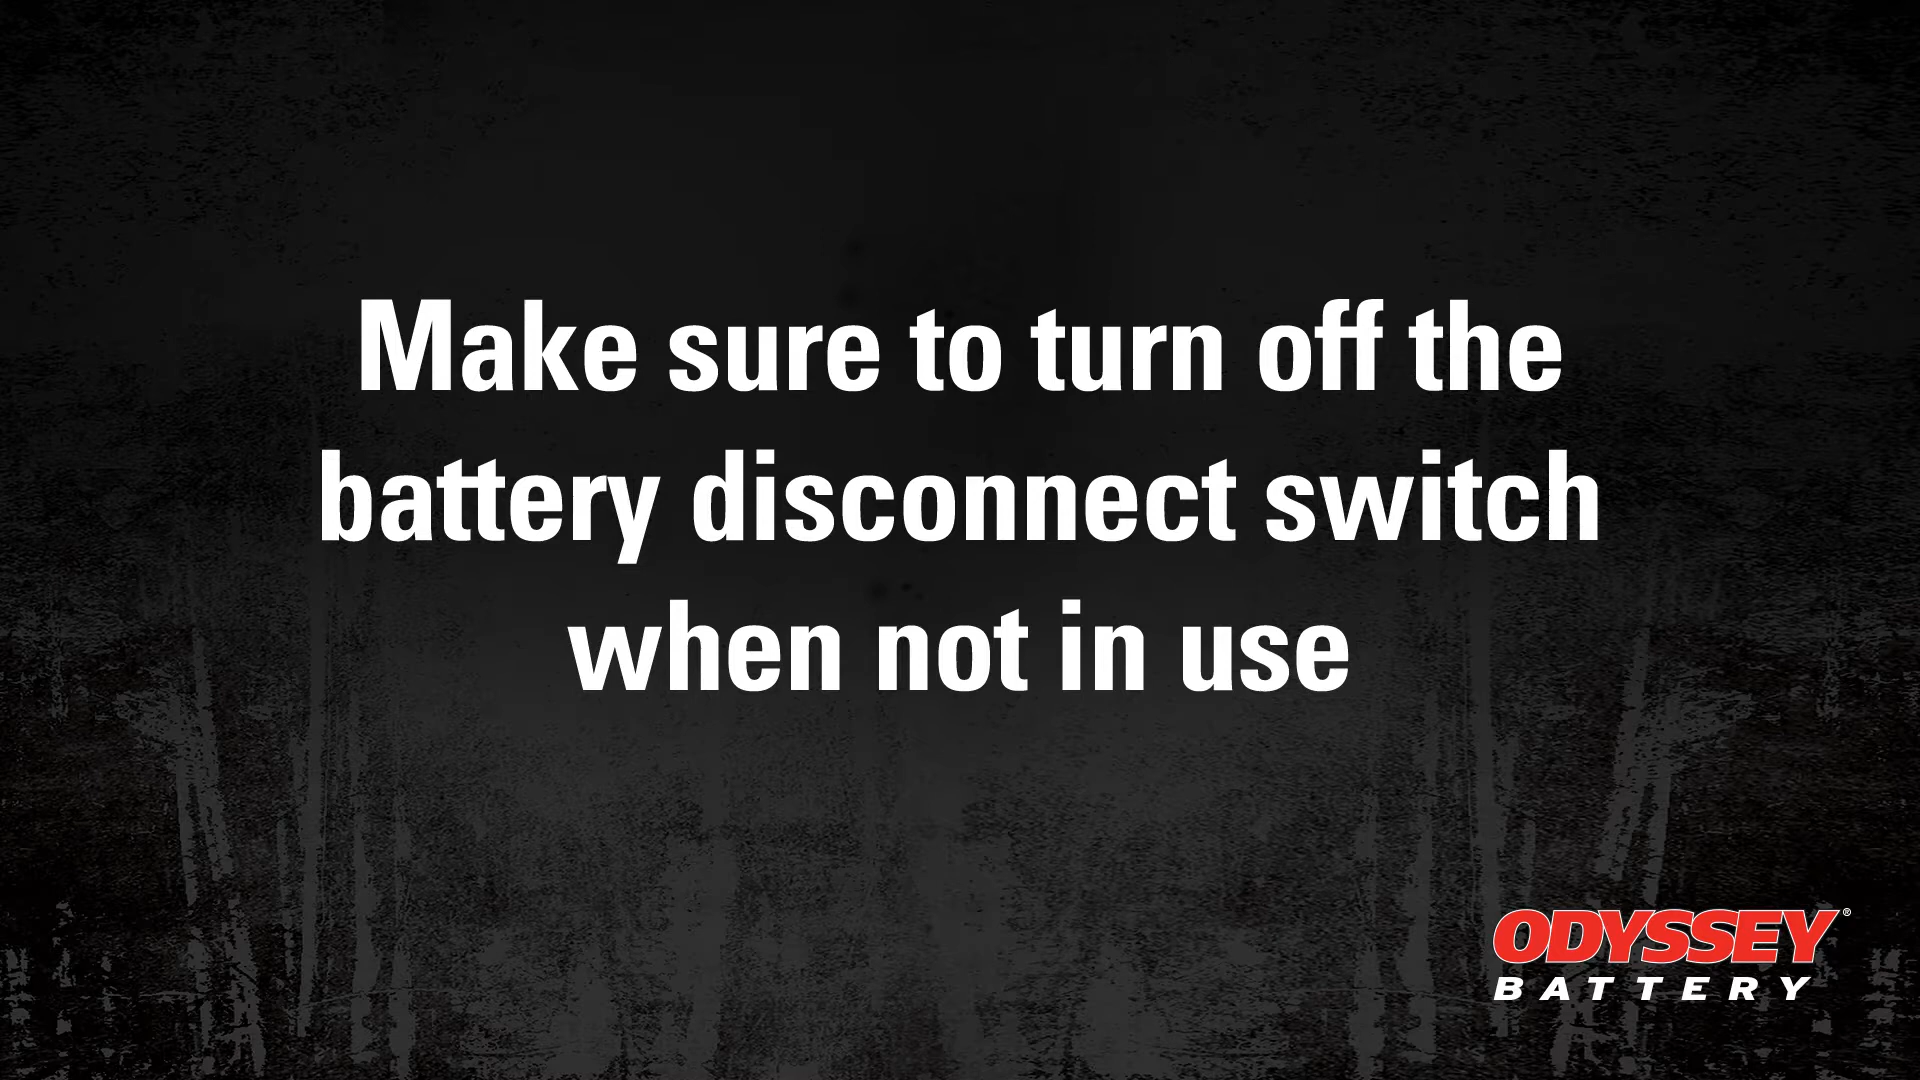 Make sure to turn off the
battery disconnect switch
when not in use
ODYSSEY®
BATTERY